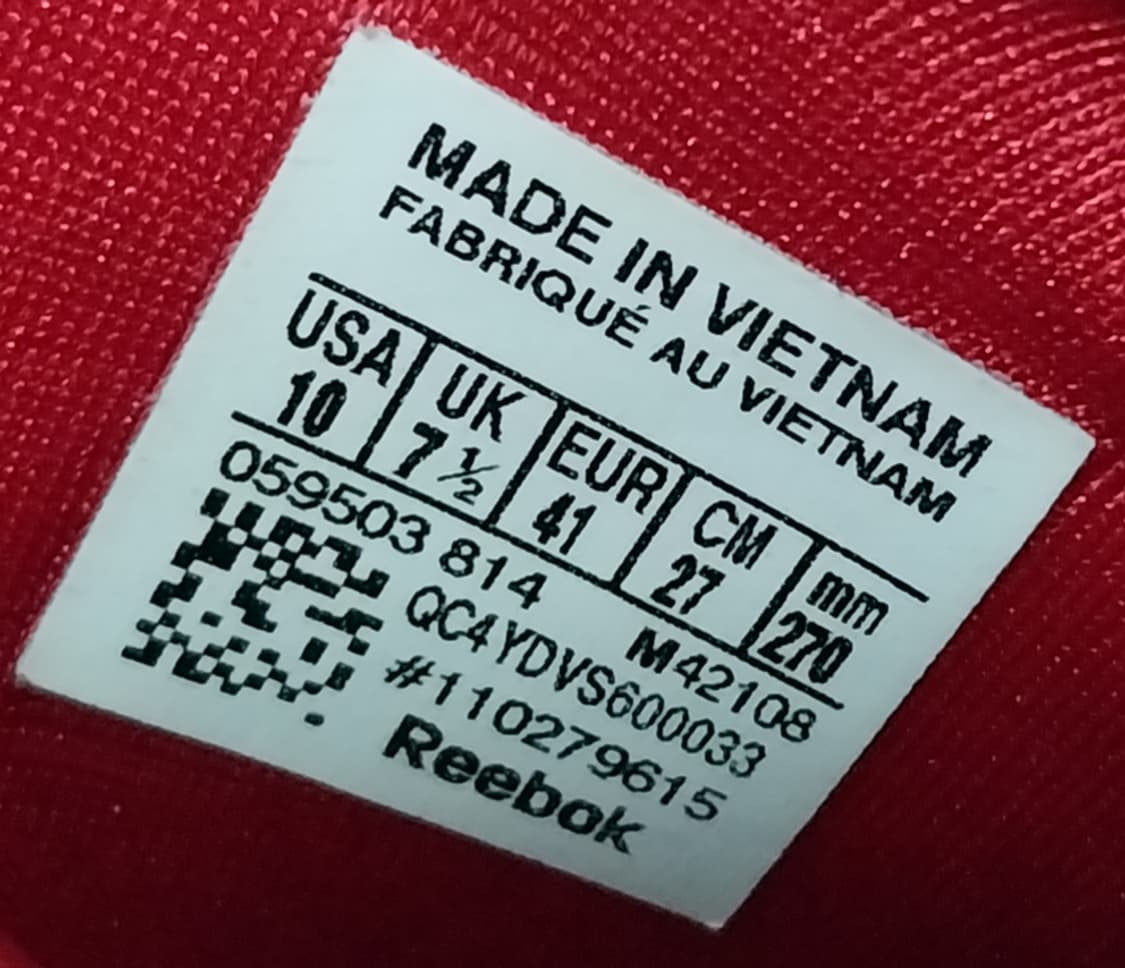 MADE IN VIETNAM
FABRIQUÉ AU VIETNAM
USA UK EUR CM mm
10 7 ½ 41 27 270
059503 814 M42108
QC4YDVS600033
#110279615
Reebok